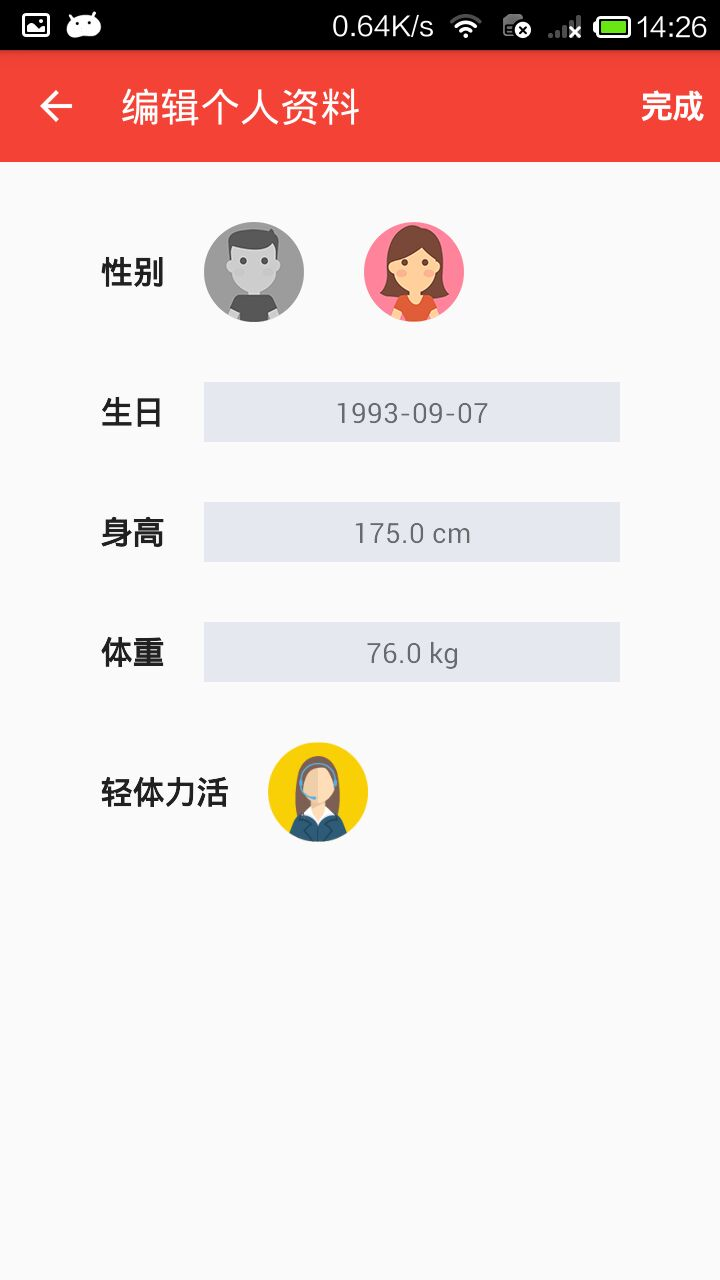 0.64K/s 14:26
编辑个人资料 完成
性别
生日 1993-09-07
身高 175.0 cm
体重 76.0 kg
轻体力活